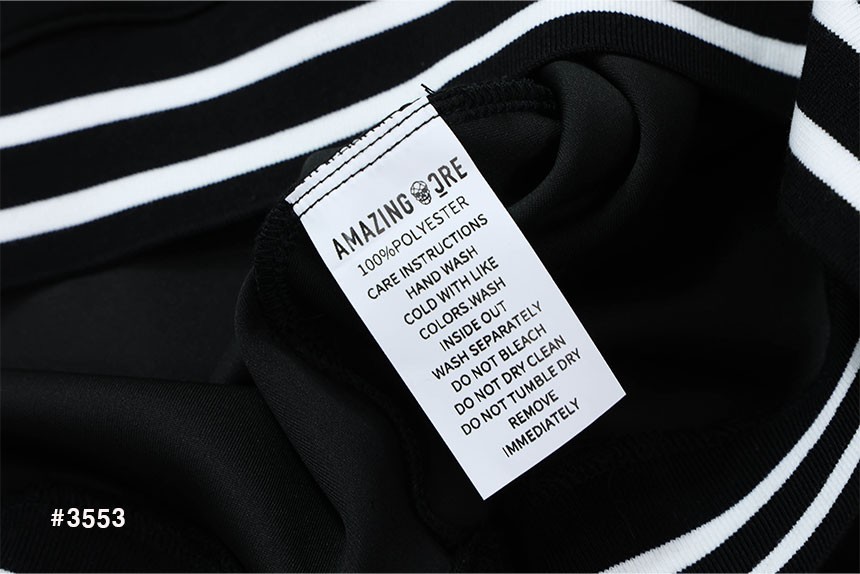 AMAZING CORE
100%POLYESTER
CARE INSTRUCTIONS
HAND WASH
COLD WITH LIKE
COLORS.WASH
INSIDE OUT
WASH SEPARATELY
DO NOT BLEACH
DO NOT DRY CLEAN
DO NOT TUMBLE DRY
REMOVE
IMMEDIATELY
#3553